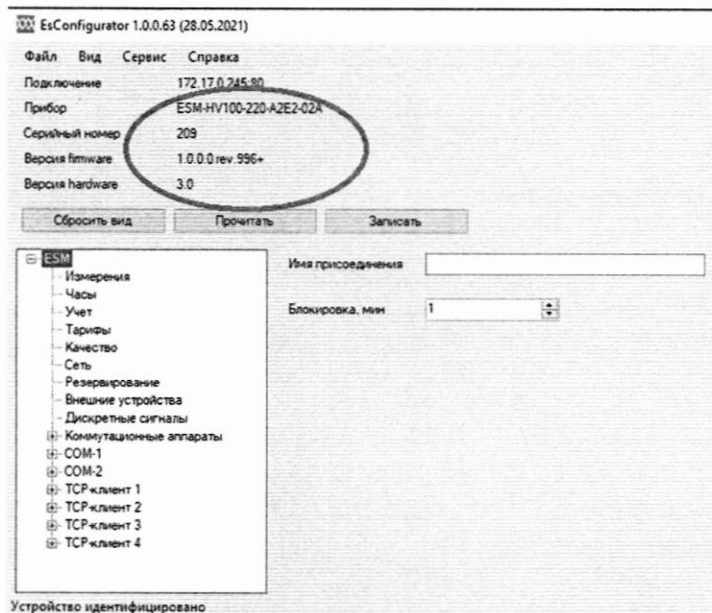 EsConfigurator 1.0.0.63 (28.05.2021)
Файл Вид Сервис Справка
Подключение 172.17.0.245:80
Прибор ESM-HV100-220-A2E2-02A
Серийный номер 209
Версия firmware 1.0.0.0 rev. 996+
Версия hardware 3.0
Сбросить вид Прочитать Записать
ESM
Имя присоединения
Измерения
Часы
Блокировка, мин 1
Учет
Тарифы
Качество
Сеть
Резервирование
Внешние устройства
Дискретные сигналы
Коммутационные аппараты
COM-1
COM-2
TCP-клиент 1
TCP-клиент 2
TCP-клиент 3
TCP-клиент 4
Устройство идентифицировано